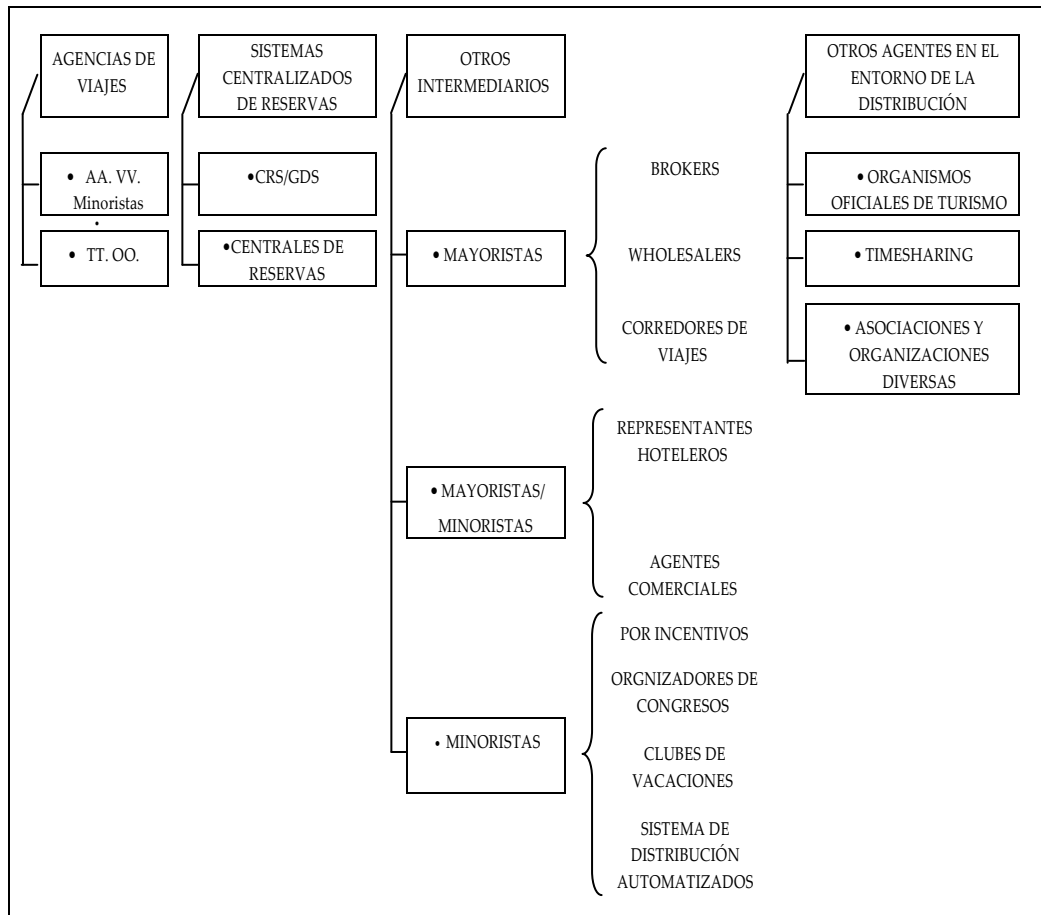 AGENCIAS DE
VIAJES
• AA. VV.
Minoristas
•
• TT. OO.
SISTEMAS
CENTRALIZADOS
DE RESERVAS
•CRS/GDS
•CENTRALES DE
RESERVAS
OTROS
INTERMEDIARIOS
• MAYORISTAS
BROKERS
WHOLESALERS
CORREDORES DE
VIAJES
• MAYORISTAS/
MINORISTAS
REPRESENTANTES
HOTELEROS
AGENTES
COMERCIALES
• MINORISTAS
POR INCENTIVOS
ORGNIZADORES DE
CONGRESOS
CLUBES DE
VACACIONES
SISTEMA DE
DISTRIBUCIÓN
AUTOMATIZADOS
OTROS AGENTES EN EL
ENTORNO DE LA
DISTRIBUCIÓN
• ORGANISMOS
OFICIALES DE TURISMO
• TIMESHARING
• ASOCIACIONES Y
ORGANIZACIONES
DIVERSAS